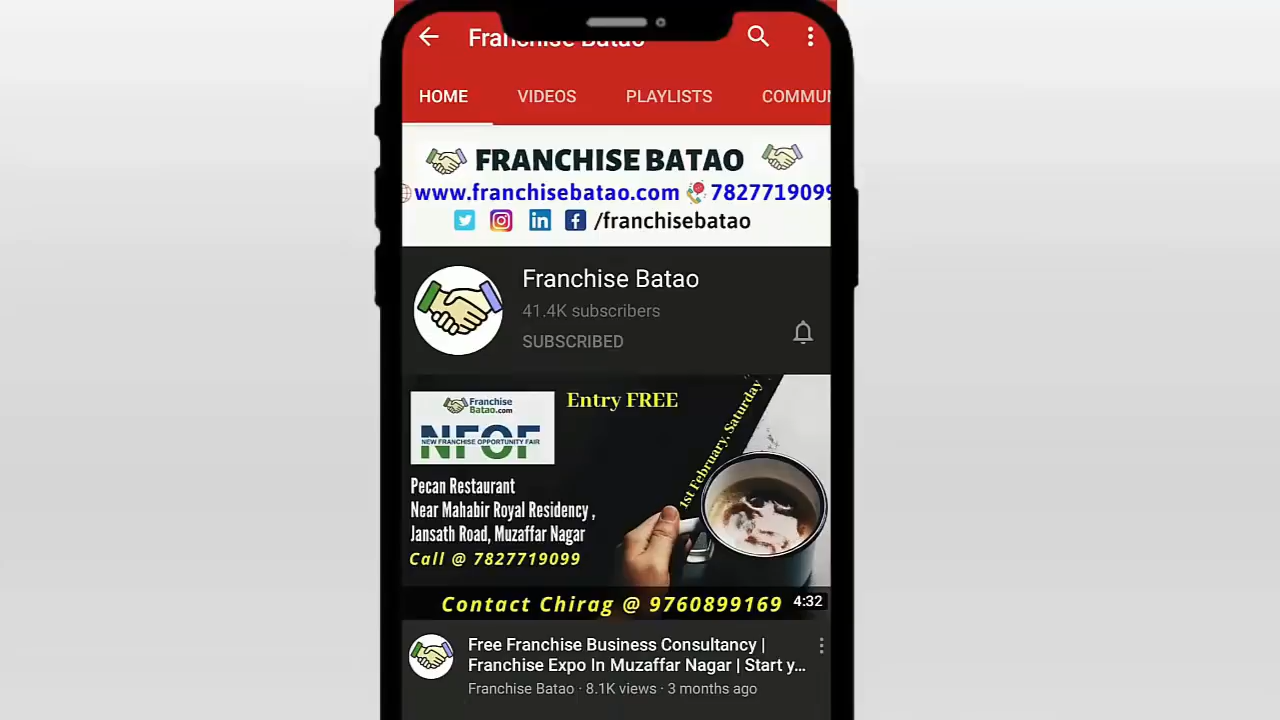 Franchise Batao
HOME VIDEOS PLAYLISTS COMMUN
FRANCHISE BATAO
www.franchisebatao.com 7827719099
/franchisebatao
Franchise Batao
41.4K subscribers
SUBSCRIBED
Franchise
Batao.com
NFOF
NEW FRANCHISE OPPORTUNITY FAIR
Entry FREE
1st February, Saturday
Pecan Restaurant
Near Mahabir Royal Residency ,
Jansath Road, Muzaffar Nagar
Call @ 7827719099
Contact Chirag @ 9760899169
4:32
Free Franchise Business Consultancy |
Franchise Expo In Muzaffar Nagar | Start y...
Franchise Batao · 8.1K views · 3 months ago